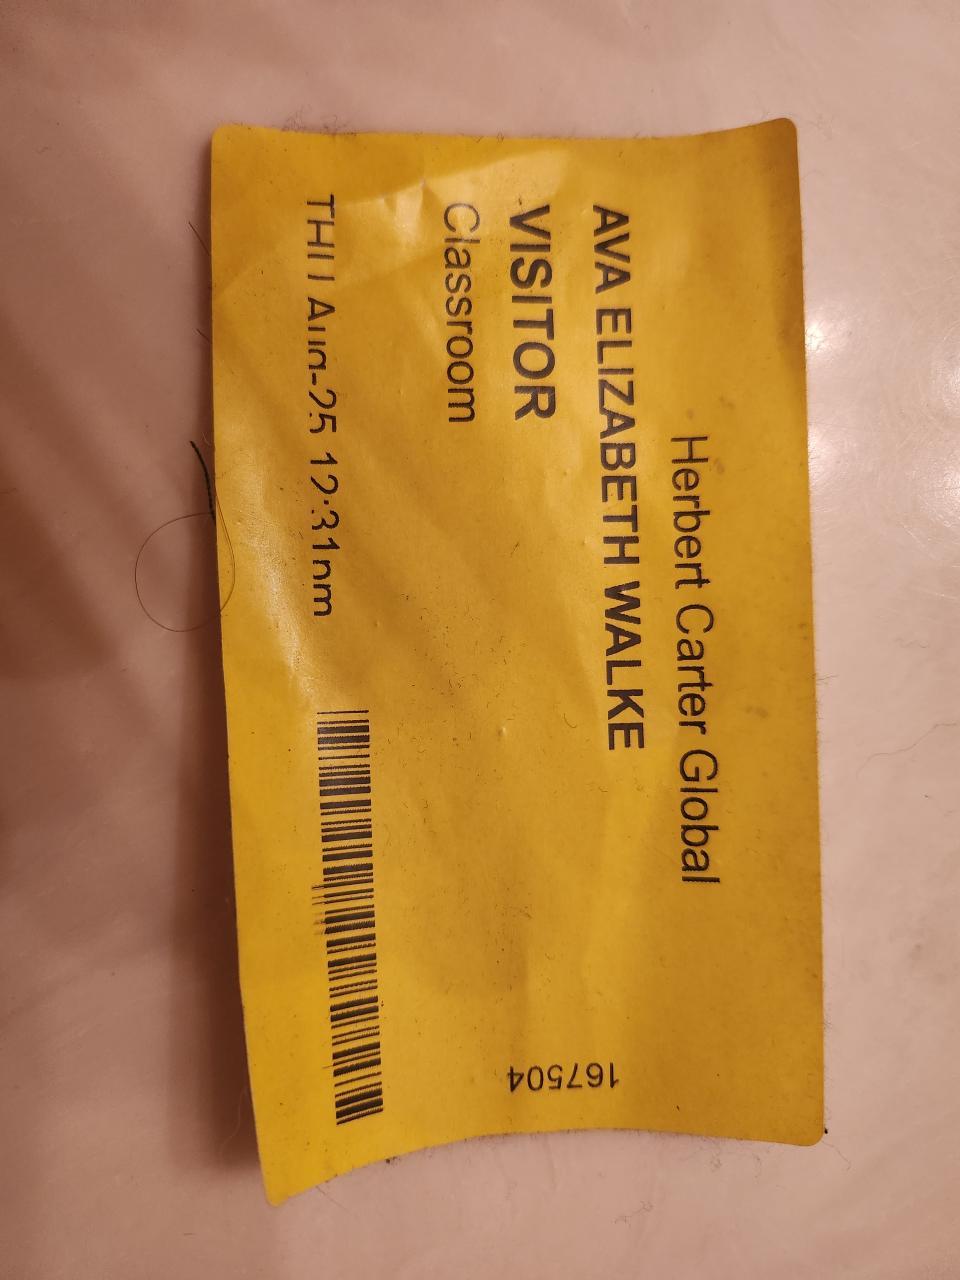 Herbert Carter Global
AVA ELIZABETH WALKE
VISITOR
Classroom
THU Aug-25 12:31pm
167504